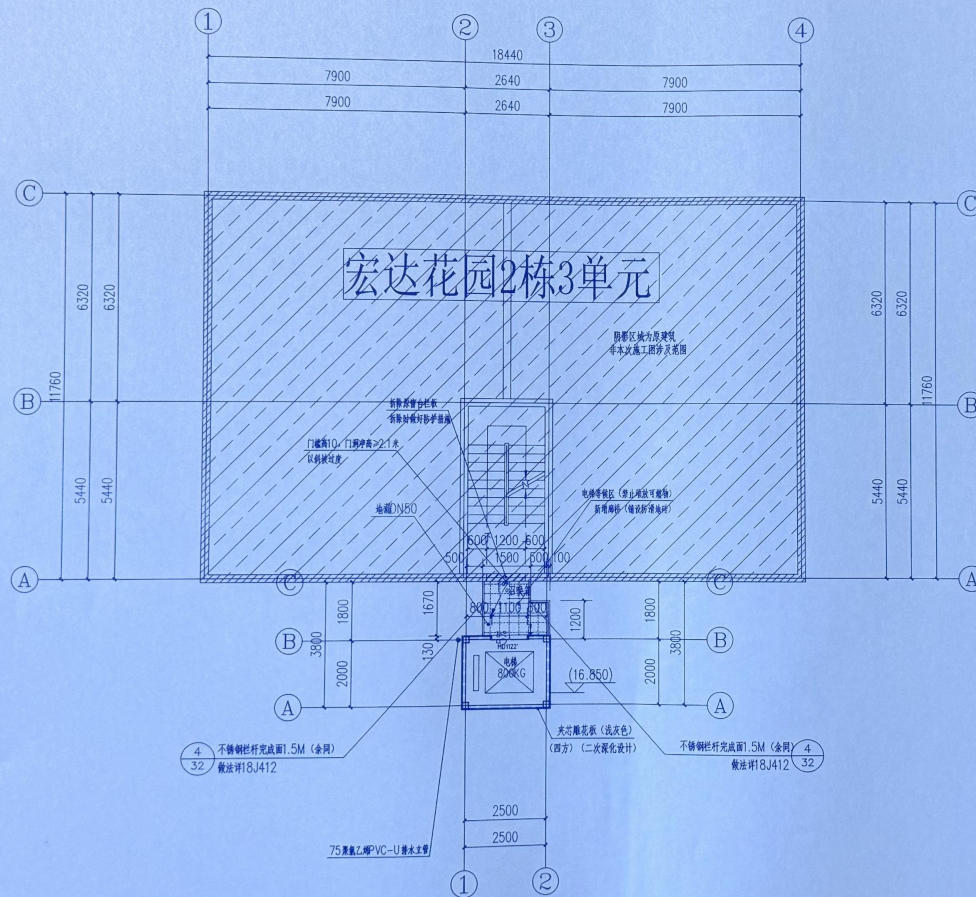 1
2
3
4
18440
7900
2640
7900
7900
2640
7900
C
C
宏达花园2栋3单元
6320
6320
6320
6320
阴影区域为原建筑
非本次施工图涉及范围
11760
11760
B
B
拆除原窗台栏板
拆除时做好防护措施
门槛高10，门洞净高≥2.1米
以斜坡过度
5440
5440
5440
5440
电梯等候区（禁止堆放可燃物）
新增廊桥（铺设防滑地砖）
地漏DN50
600
1200
600
500
1500
600
100
A
A
C
C
1670
1800
3800
800
1100
1200
1800
3800
B
B
130
2000
电梯
800KG
(16.850)
2000
A
A
夹芯雕花板（浅灰色）
（四方）（二次深化设计）
4
32
不锈钢栏杆完成面1.5M（余同）
做法详18J412
不锈钢栏杆完成面1.5M（余同）
做法详18J412
4
32
2500
2500
75聚氯乙烯PVC-U排水立管
1
2